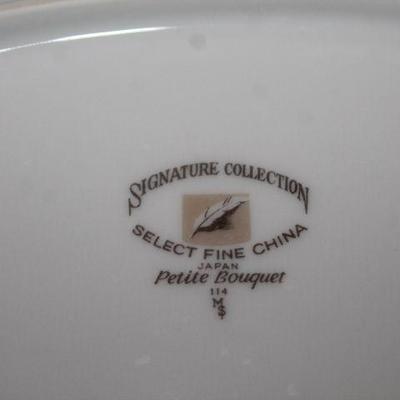 SIGNATURE COLLECTION
SELECT FINE CHINA
JAPAN
Petite Bouquet
114
M
$